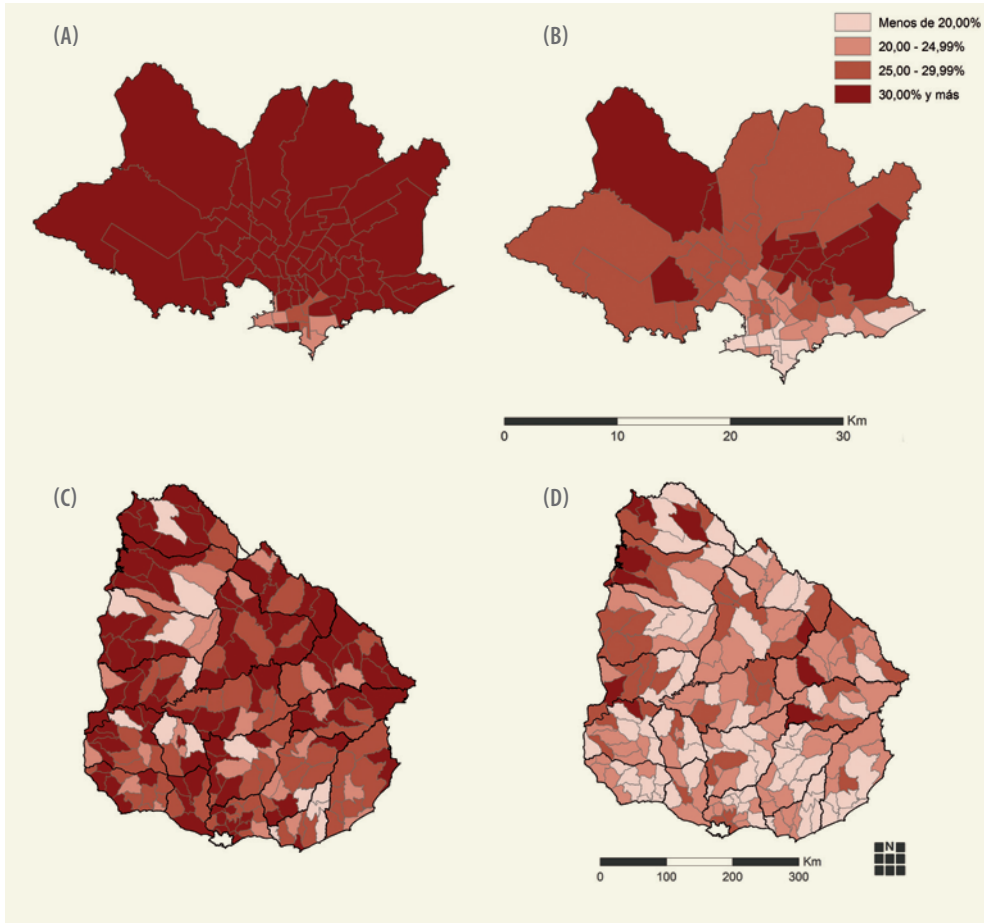 (A)
(B)
Menos de 20,00%
20,00 - 24,99%
25,00 - 29,99%
30,00% y más
Km
0 10 20 30
(C)
(D)
N
Km
0 100 200 300